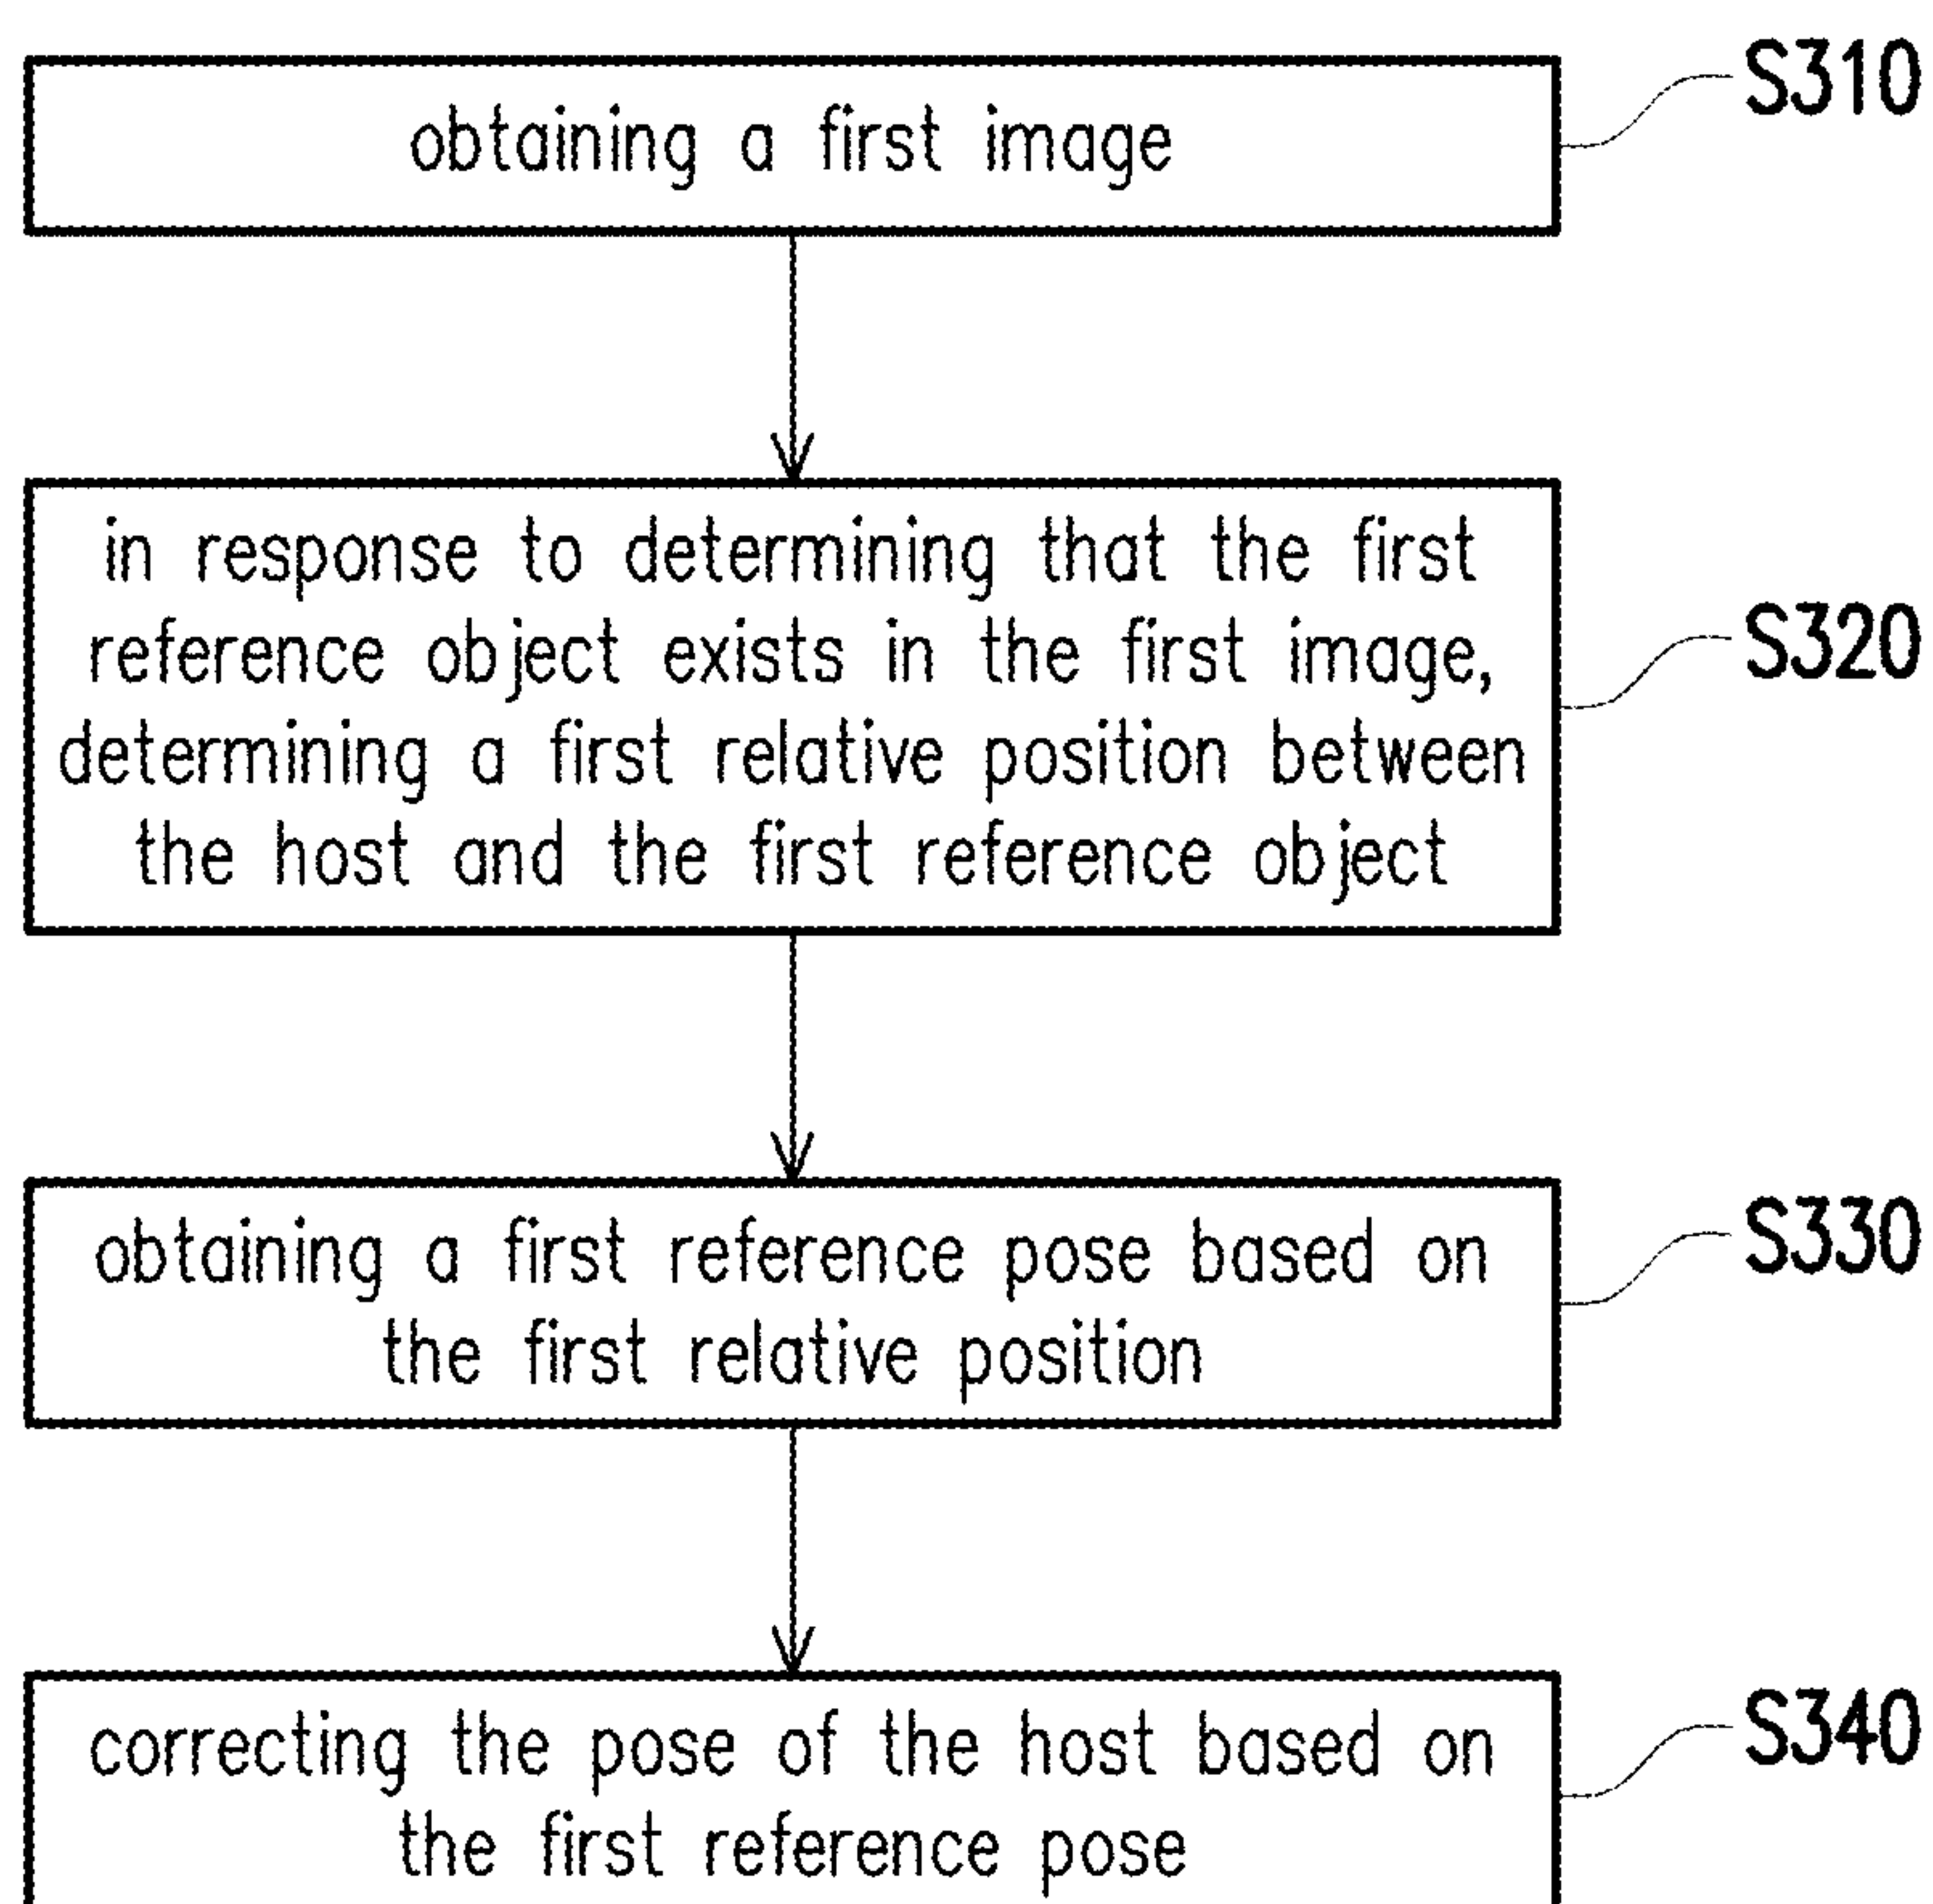 obtaining a first image
S310
in response to determining that the first
reference object exists in the first image,
determining a first relative position between
the host and the first reference object
S320
obtaining a first reference pose based on
the first relative position
S330
correcting the pose of the host based on
the first reference pose
S340